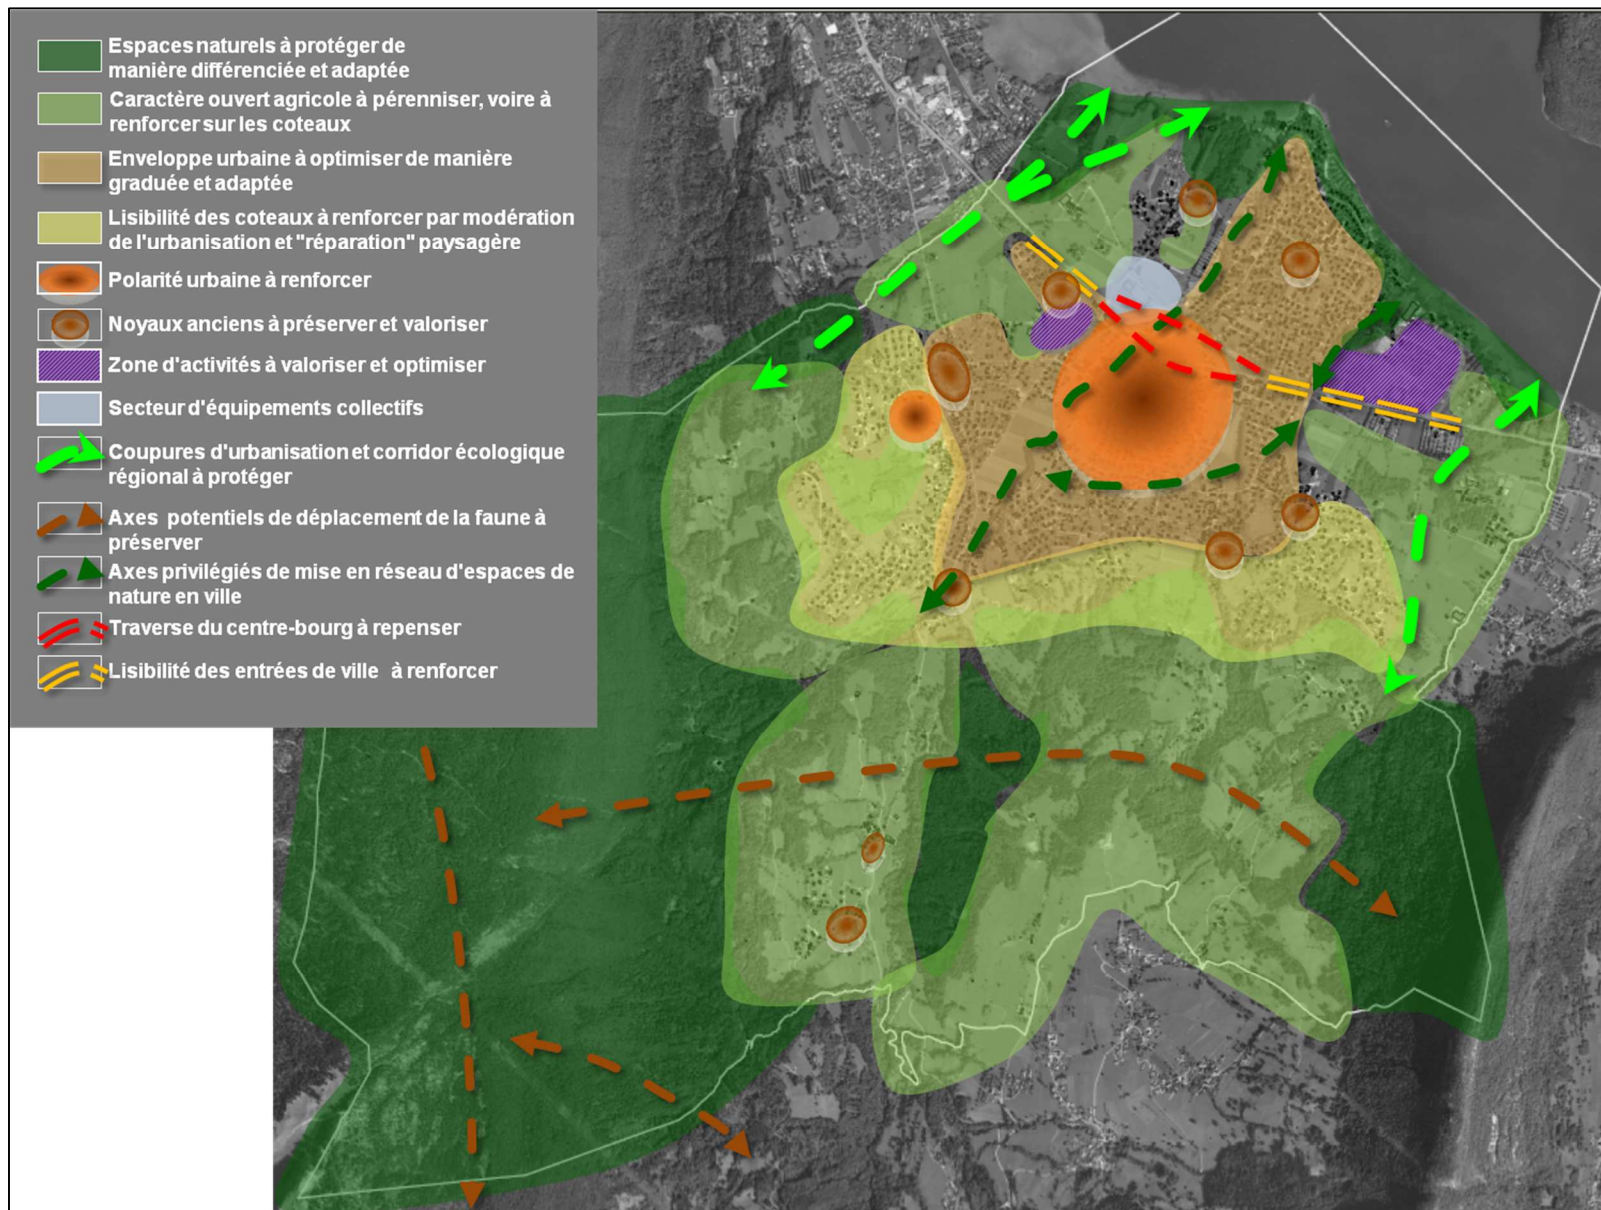 Espaces naturels à protéger de
manière différenciée et adaptée
Caractère ouvert agricole à pérenniser, voire à
renforcer sur les coteaux
Enveloppe urbaine à optimiser de manière
graduée et adaptée
Lisibilité des coteaux à renforcer par modération
de l'urbanisation et "réparation" paysagère
Polarité urbaine à renforcer
Noyaux anciens à préserver et valoriser
Zone d'activités à valoriser et optimiser
Secteur d'équipements collectifs
Coupures d'urbanisation et corridor écologique
régional à protéger
Axes potentiels de déplacement de la faune à
préserver
Axes privilégiés de mise en réseau d'espaces de
nature en ville
Traverse du centre-bourg à repenser
Lisibilité des entrées de ville à renforcer